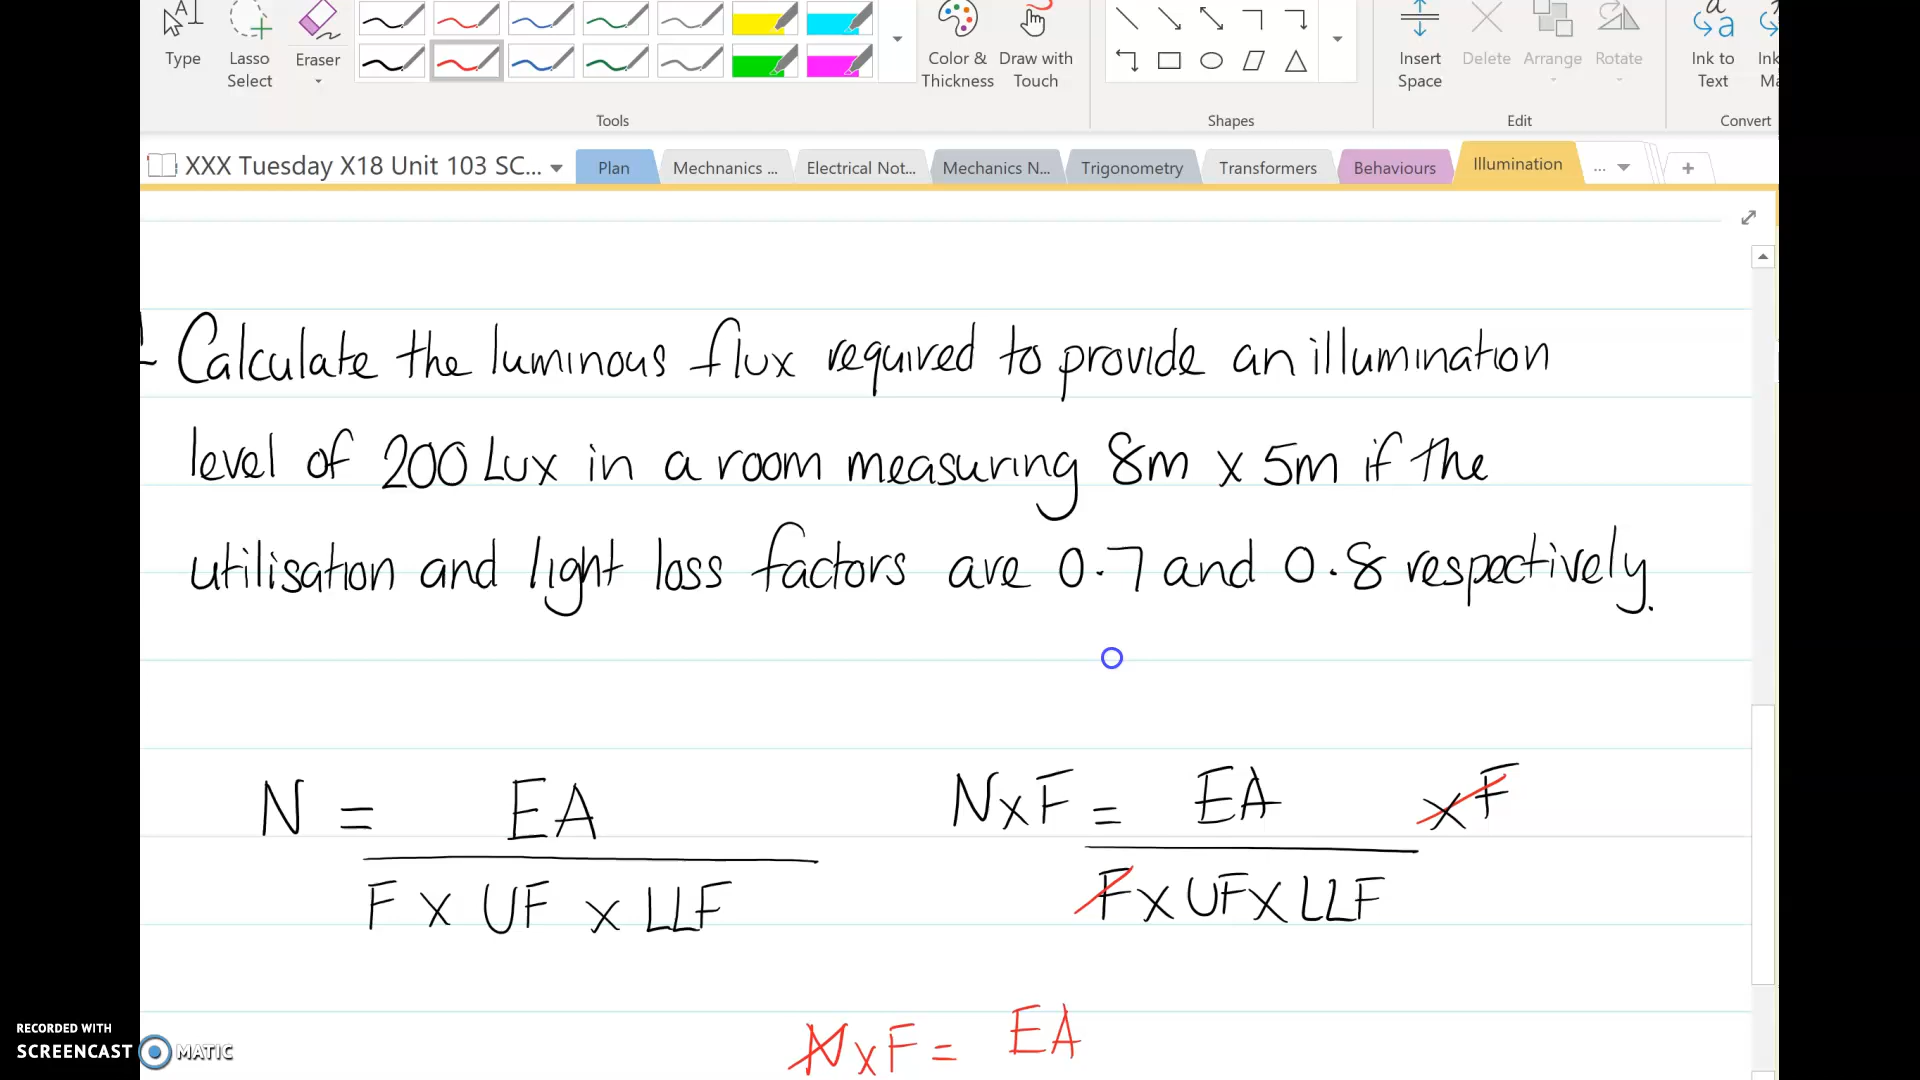 Type
Lasso Select
Eraser
Color & Thickness
Draw with Touch
Insert Space
Delete
Arrange
Rotate
Ink to Text
Tools
Shapes
Edit
Convert
XXX Tuesday X18 Unit 103 SC...
Plan
Mechnanics ...
Electrical Not...
Mechanics N...
Trigonometry
Transformers
Behaviours
Illumination
...
Calculate the luminous flux required to provide an illumination
level of 200 Lux in a room measuring 8m x 5m if the
utilisation and light loss factors are 0.7 and 0.8 respectively.
N = EA
F x UF x LLF
N x F = EA x F
F x UF x LLF
N x F = EA
RECORDED WITH
SCREENCAST MATIC